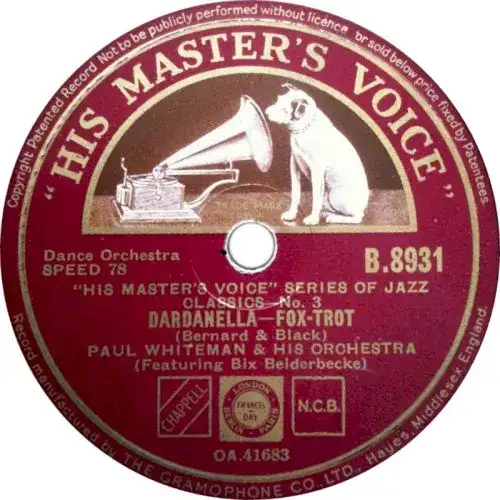 Copyright Patented Record Not to be publicly performed without licence or sold below price fixed by Patentees.
"HIS MASTER'S VOICE"
TRADE MARK
Dance Orchestra
SPEED 78
B.8931
"HIS MASTER'S VOICE" SERIES OF JAZZ
CLASSICS—No. 3
DARDANELLA—FOX-TROT
(Bernard & Black)
PAUL WHITEMAN & HIS ORCHESTRA
(Featuring Bix Beiderbecke)
CHAPPELL
LONDON
FRANCIS
DAY
BERLIN PARIS
N.C.B.
OA.41683
Record manufactured by THE GRAMOPHONE CO., LTD., Hayes, Middlesex, England.